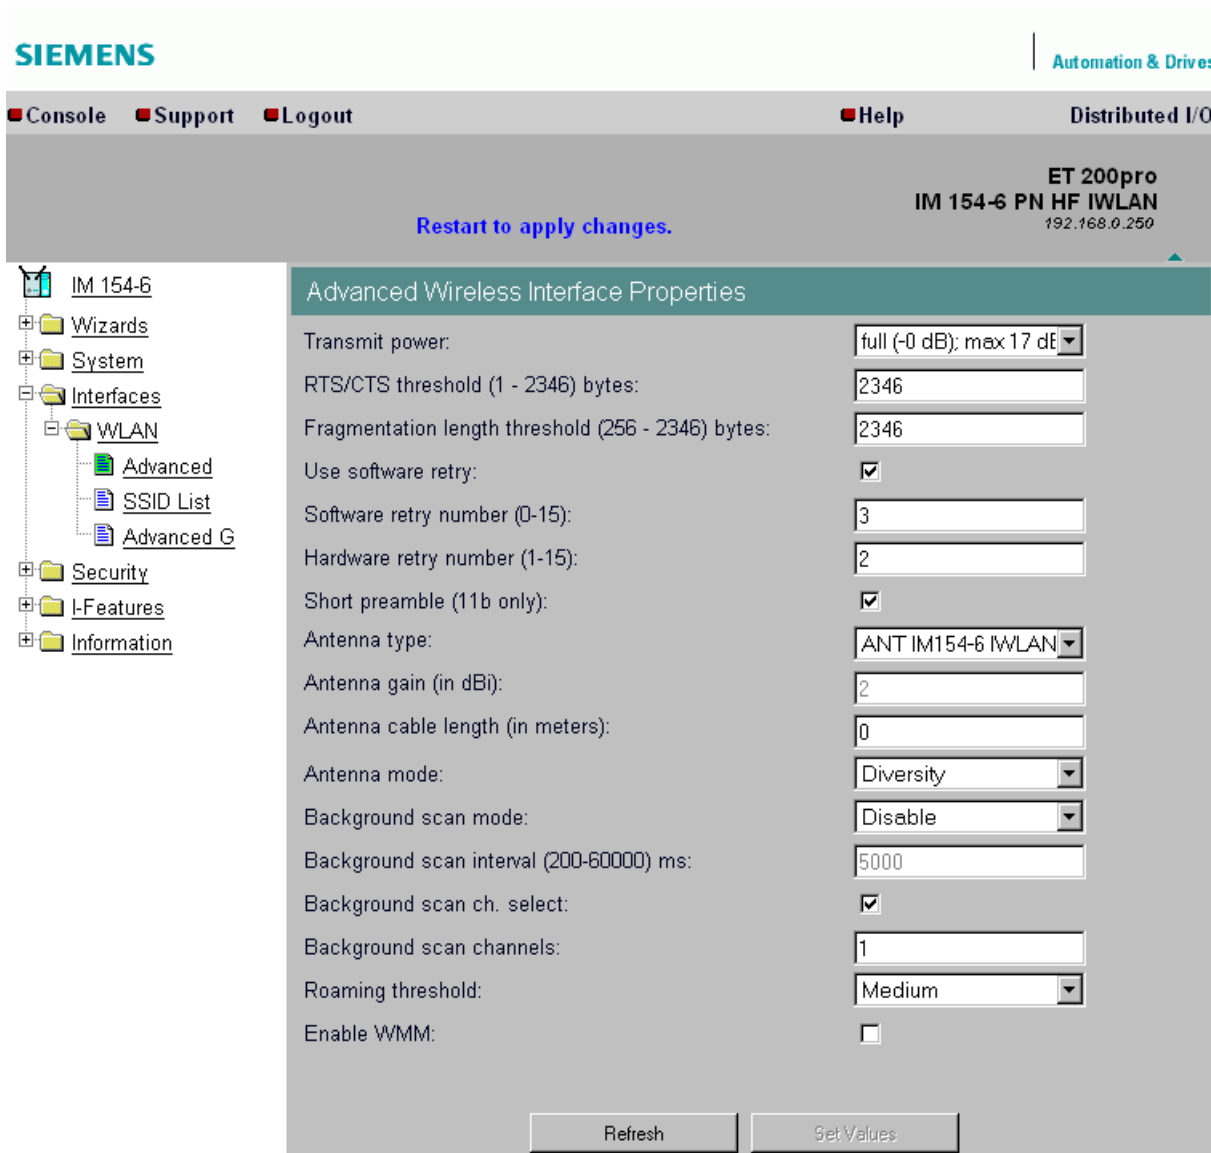 SIEMENS
Automation & Drives
Console Support Logout Help Distributed I/O
ET 200pro
IM 154-6 PN HF IWLAN
192.168.0.250
Restart to apply changes.
IM 154-6
Wizards
System
Interfaces
WLAN
Advanced
SSID List
Advanced G
Security
I-Features
Information
Advanced Wireless Interface Properties
Transmit power: full (-0 dB); max 17 dB
RTS/CTS threshold (1 - 2346) bytes: 2346
Fragmentation length threshold (256 - 2346) bytes: 2346
Use software retry:
Software retry number (0-15): 3
Hardware retry number (1-15): 2
Short preamble (11b only):
Antenna type: ANT IM154-6 IWLAN
Antenna gain (in dBi): 2
Antenna cable length (in meters): 0
Antenna mode: Diversity
Background scan mode: Disable
Background scan interval (200-60000) ms: 5000
Background scan ch. select:
Background scan channels: 1
Roaming threshold: Medium
Enable WMM:
Refresh Set Values